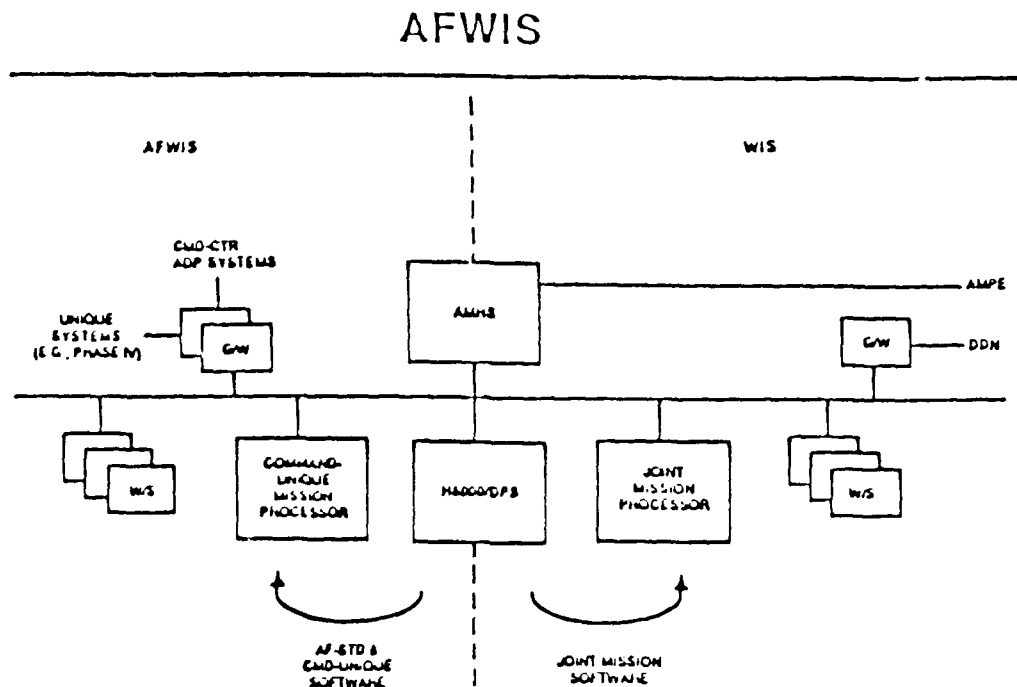 AFWIS
AFWIS
WIS
CMD-CTR
ADP SYSTEMS
UNIQUE
SYSTEMS
(E.G., PHASE IV)
G/W
AMHS
AMPE
G/W
DDN
W/S
COMMAND-
UNIQUE
MISSION
PROCESSOR
H6000/DPS
JOINT
MISSION
PROCESSOR
W/S
AF-STD &
CMD-UNIQUE
SOFTWARE
JOINT MISSION
SOFTWARE